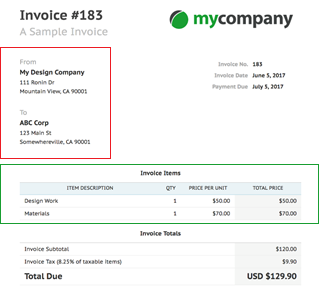 Invoice #183
A Sample Invoice
mycompany
From
My Design Company
111 Ronin Dr
Mountain View, CA 90001
Invoice No. 183
Invoice Date June 5, 2017
Payment Due July 5, 2017
To
ABC Corp
123 Main St
Somewhereville, CA 90001
Invoice Items
ITEM DESCRIPTION QTY PRICE PER UNIT TOTAL PRICE
Design Work 1 $50.00 $50.00
Materials 1 $70.00 $70.00
Invoice Totals
Invoice Subtotal $120.00
Invoice Tax (8.25% of taxable items) $9.90
Total Due USD $129.90